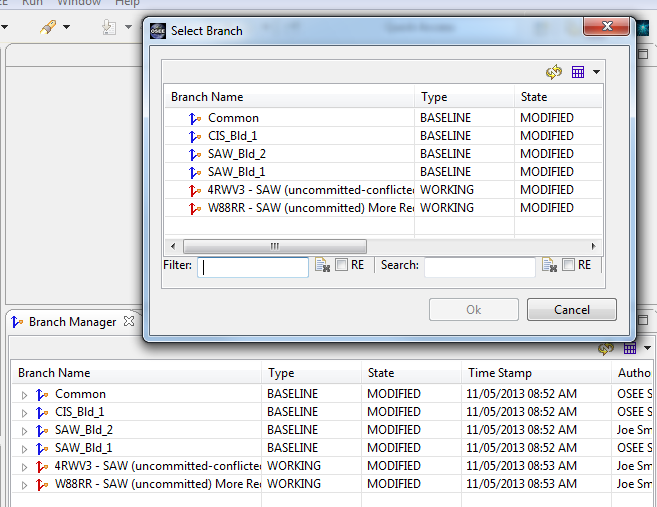 Run Window Help
OSEE Select Branch
Quick Access
Branch Name Type State
Common BASELINE MODIFIED
CIS_Bld_1 BASELINE MODIFIED
SAW_Bld_2 BASELINE MODIFIED
SAW_Bld_1 BASELINE MODIFIED
4RWV3 - SAW (uncommitted-conflicte WORKING MODIFIED
W88RR - SAW (uncommitted) More Rec WORKING MODIFIED
Filter: RE Search: RE
Ok Cancel
Branch Manager
Branch Name Type State Time Stamp Autho
Common BASELINE MODIFIED 11/05/2013 08:52 AM OSEE S
CIS_Bld_1 BASELINE MODIFIED 11/05/2013 08:52 AM OSEE S
SAW_Bld_2 BASELINE MODIFIED 11/05/2013 08:52 AM Joe Sm
SAW_Bld_1 BASELINE MODIFIED 11/05/2013 08:52 AM OSEE S
4RWV3 - SAW (uncommitted-conflicte WORKING MODIFIED 11/05/2013 08:53 AM Joe Sm
W88RR - SAW (uncommitted) More Rec WORKING MODIFIED 11/05/2013 08:53 AM Joe Sm